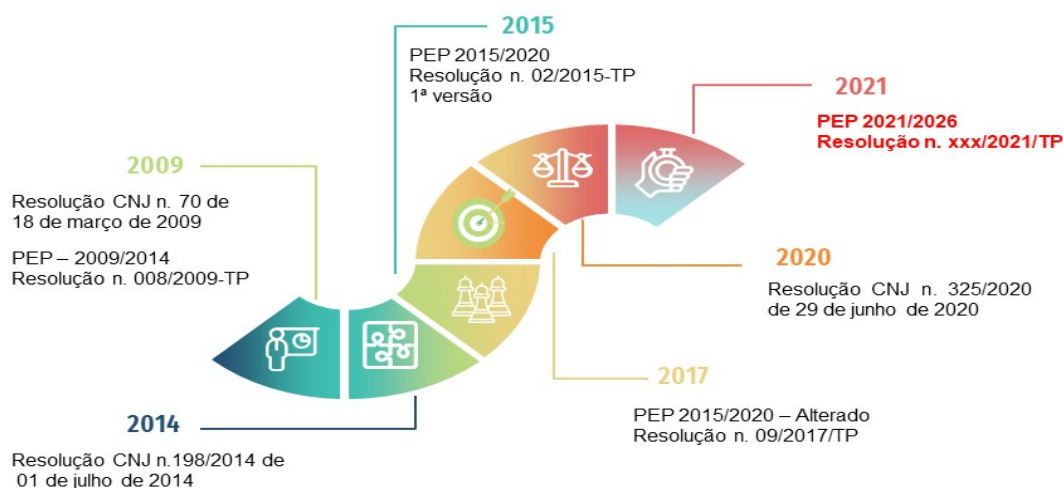 2009
Resolução CNJ n. 70 de
18 de março de 2009
PEP – 2009/2014
Resolução n. 008/2009-TP
2014
Resolução CNJ n.198/2014 de
01 de julho de 2014
2015
PEP 2015/2020
Resolução n. 02/2015-TP
1ª versão
2017
PEP 2015/2020 – Alterado
Resolução n. 09/2017/TP
2020
Resolução CNJ n. 325/2020
de 29 de junho de 2020
2021
PEP 2021/2026
Resolução n. xxx/2021/TP